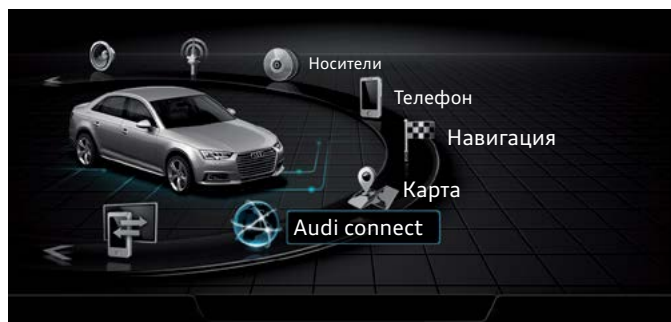 Носители
Телефон
Навигация
Карта
Audi connect